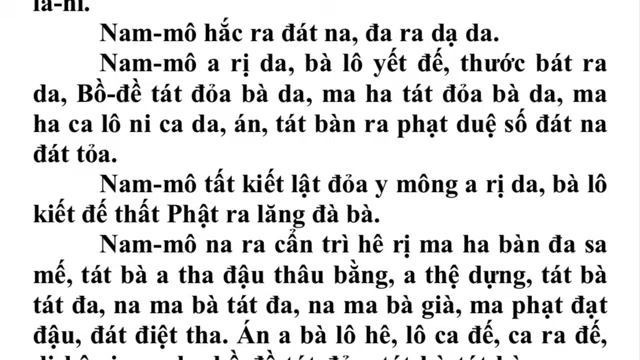 la-ni.
Nam-mô hắc ra đát na, đa ra dạ da.
Nam-mô a rị da, bà lô yết đế, thước bát ra
da, Bồ-đề tát đỏa bà da, ma ha tát đỏa bà da, ma
ha ca lô ni ca da, án, tát bàn ra phạt duệ số đát na
đát tỏa.
Nam-mô tất kiết lật đỏa y mông a rị da, bà lô
kiết đế thất Phật ra lăng đà bà.
Nam-mô na ra cẩn trì hê rị ma ha bàn đa sa
mế, tát bà a tha đậu thâu bằng, a thệ dựng, tát bà
tát đa, na ma bà tát đa, na ma bà già, ma phạt đạt
đậu, đát điệt tha. Án a bà lô hê, lô ca đế, ca ra đế,